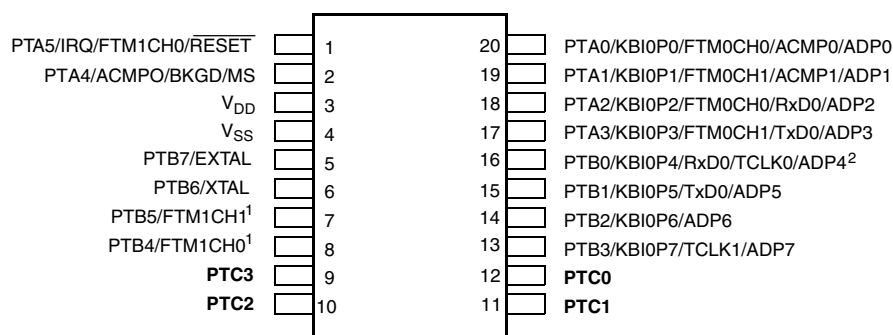 PTA5/IRQ/FTM1CH0/RESET 1 20 PTA0/KBI0P0/FTM0CH0/ACMP0/ADP0
PTA4/ACMPO/BKGD/MS 2 19 PTA1/KBI0P1/FTM0CH1/ACMP1/ADP1
VDD 3 18 PTA2/KBI0P2/FTM0CH0/RxD0/ADP2
VSS 4 17 PTA3/KBI0P3/FTM0CH1/TxD0/ADP3
PTB7/EXTAL 5 16 PTB0/KBI0P4/RxD0/TCLK0/ADP4²
PTB6/XTAL 6 15 PTB1/KBI0P5/TxD0/ADP5
PTB5/FTM1CH1¹ 7 14 PTB2/KBI0P6/ADP6
PTB4/FTM1CH0¹ 8 13 PTB3/KBI0P7/TCLK1/ADP7
PTC3 9 12 PTC0
PTC2 10 11 PTC1